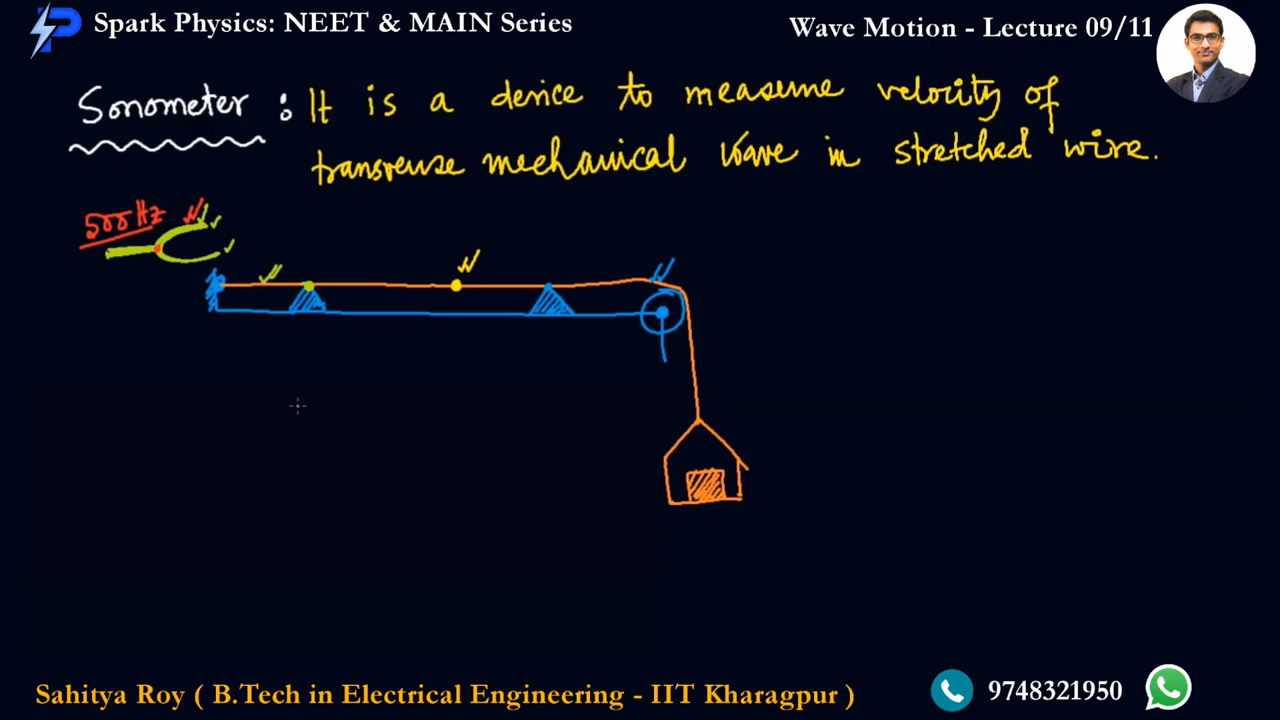 Spark Physics: NEET & MAIN Series
Wave Motion - Lecture 09/11
Sonometer : It is a device to measure velocity of
transverse mechanical wave in stretched wire.
500 Hz
Sahitya Roy ( B.Tech in Electrical Engineering - IIT Kharagpur )
9748321950